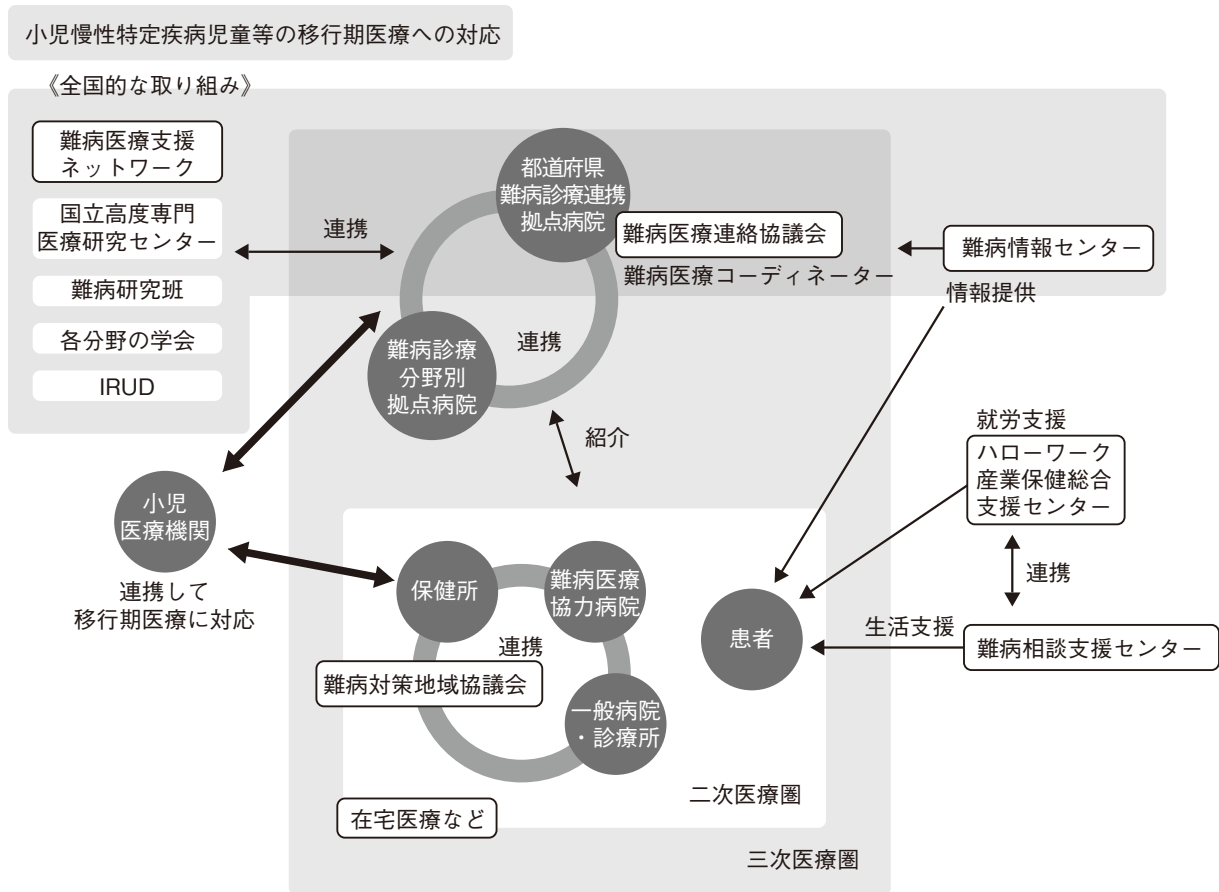 小児慢性特定疾病児童等の移行期医療への対応
《全国的な取り組み》
難病医療支援
ネットワーク
国立高度専門
医療研究センター
難病研究班
各分野の学会
IRUD
連携
都道府県
難病診療連携
拠点病院
難病医療連絡協議会
難病医療コーディネーター
難病情報センター
情報提供
連携
難病診療
分野別
拠点病院
紹介
就労支援
ハローワーク
産業保健総合
支援センター
連携
小児
医療機関
連携して
移行期医療に対応
保健所
難病医療
協力病院
連携
難病対策地域協議会
一般病院
・診療所
患者
生活支援
難病相談支援センター
二次医療圏
在宅医療など
三次医療圏